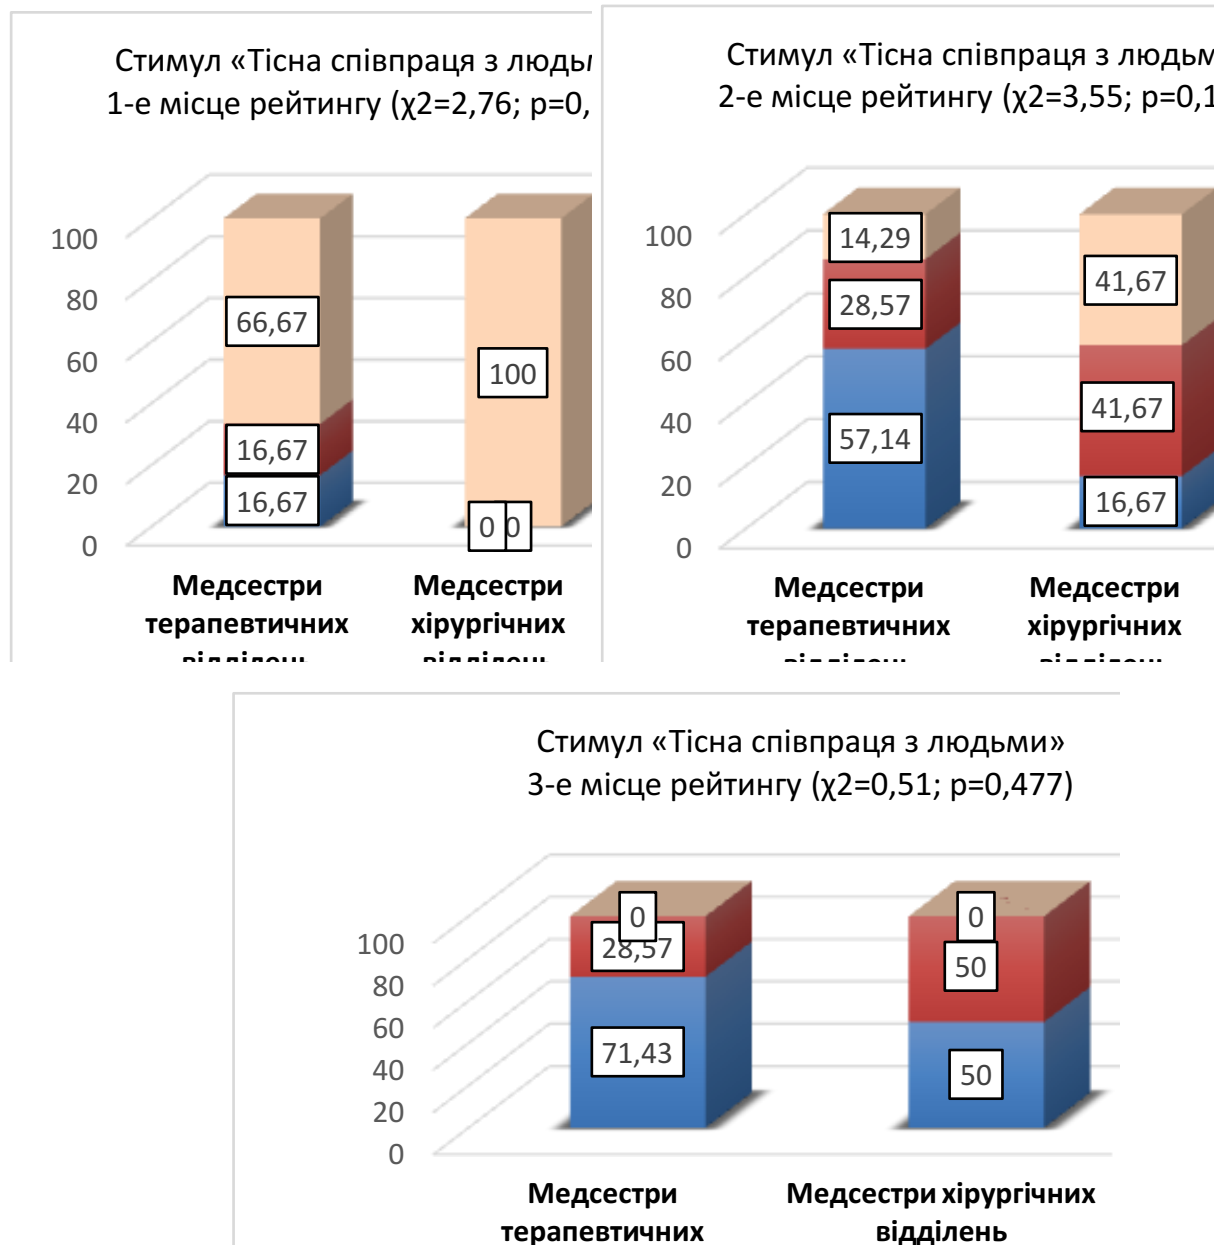 Стимул «Тісна співпраця з
1-е місце рейтингу (χ2=2,76; p=0,
100
80
60
40
20
0
66,67
16,67
16,67
100
0
0
Медсестри
терапевтичних
відділень
Медсестри
хірургічних
відділень
Стимул «Тісна співпраця з
2-е місце рейтингу (χ2=3,55; p=0,1
100
80
60
40
20
0
14,29
28,57
57,14
41,67
41,67
16,67
Медсестри
терапевтичних
відділень
Медсестри
хірургічних
відділень
Стимул «Тісна співпраця з людьми»
3-е місце рейтингу (χ2=0,51; p=0,477)
100
80
60
40
20
0
0
28,57
71,43
0
50
50
Медсестри
терапевтичних
Медсестри хірургічних
відділень